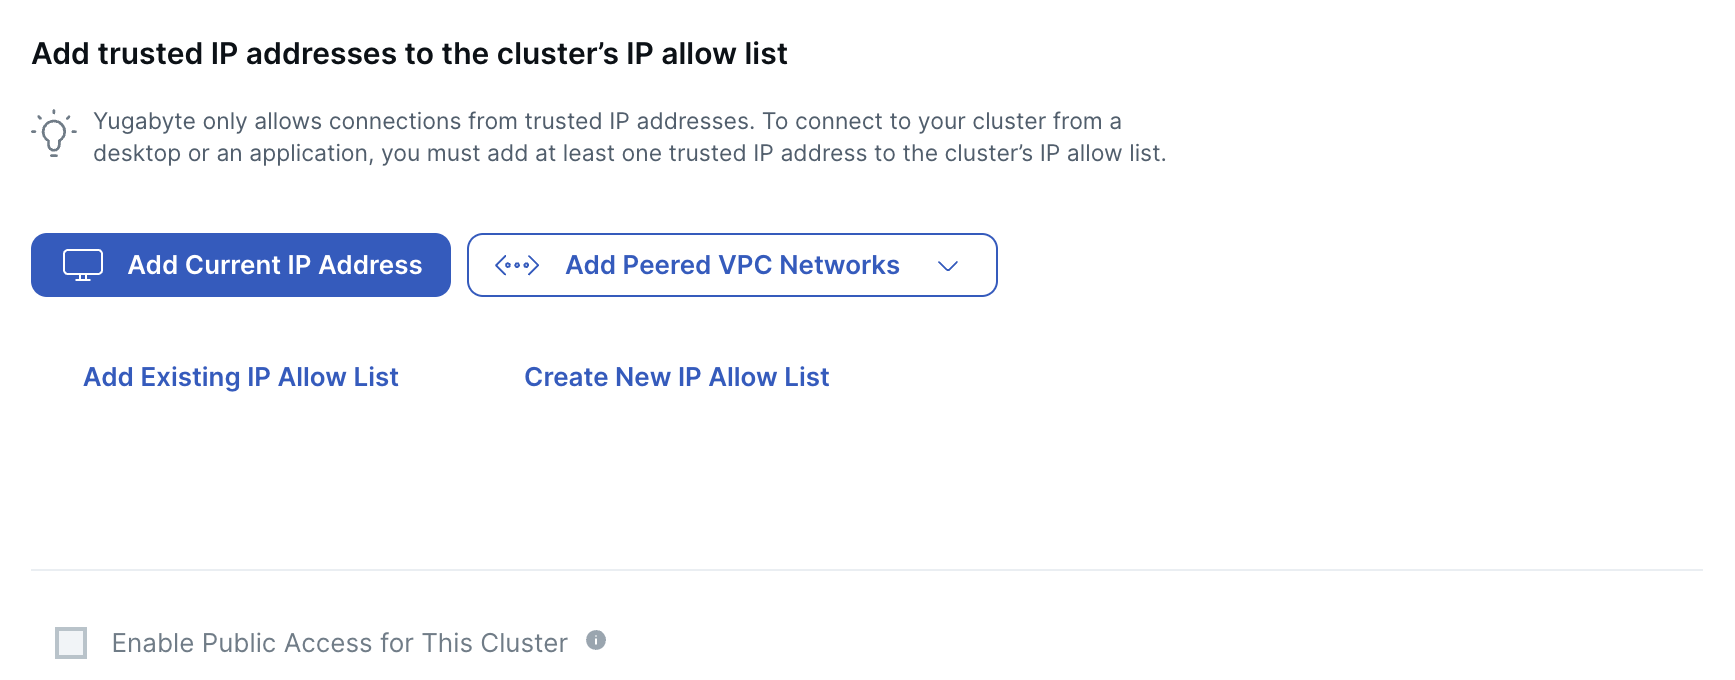 Add trusted IP addresses to the cluster’s IP allow list
Yugabyte only allows connections from trusted IP addresses. To connect to your cluster from a
desktop or an application, you must add at least one trusted IP address to the cluster’s IP allow list.
Add Current IP Address
Add Peered VPC Networks
Add Existing IP Allow List
Create New IP Allow List
Enable Public Access for This Cluster